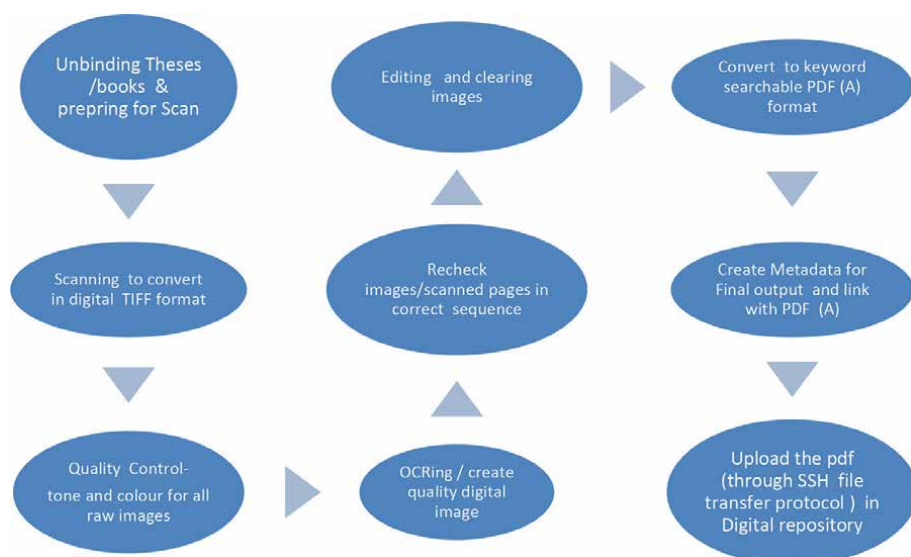 Unbinding Theses
/books &
prepring for Scan
Scanning to convert
in digital TIFF format
Quality Control-
tone and colour for all
raw images
OCRing / create
quality digital
image
Recheck
images/scanned pages in
correct sequence
Editing and clearing
images
Convert to keyword
searchable PDF (A)
format
Create Metadata for
Final output and link
with PDF (A)
Upload the pdf
(through SSH file
transfer protocol ) in
Digital repository